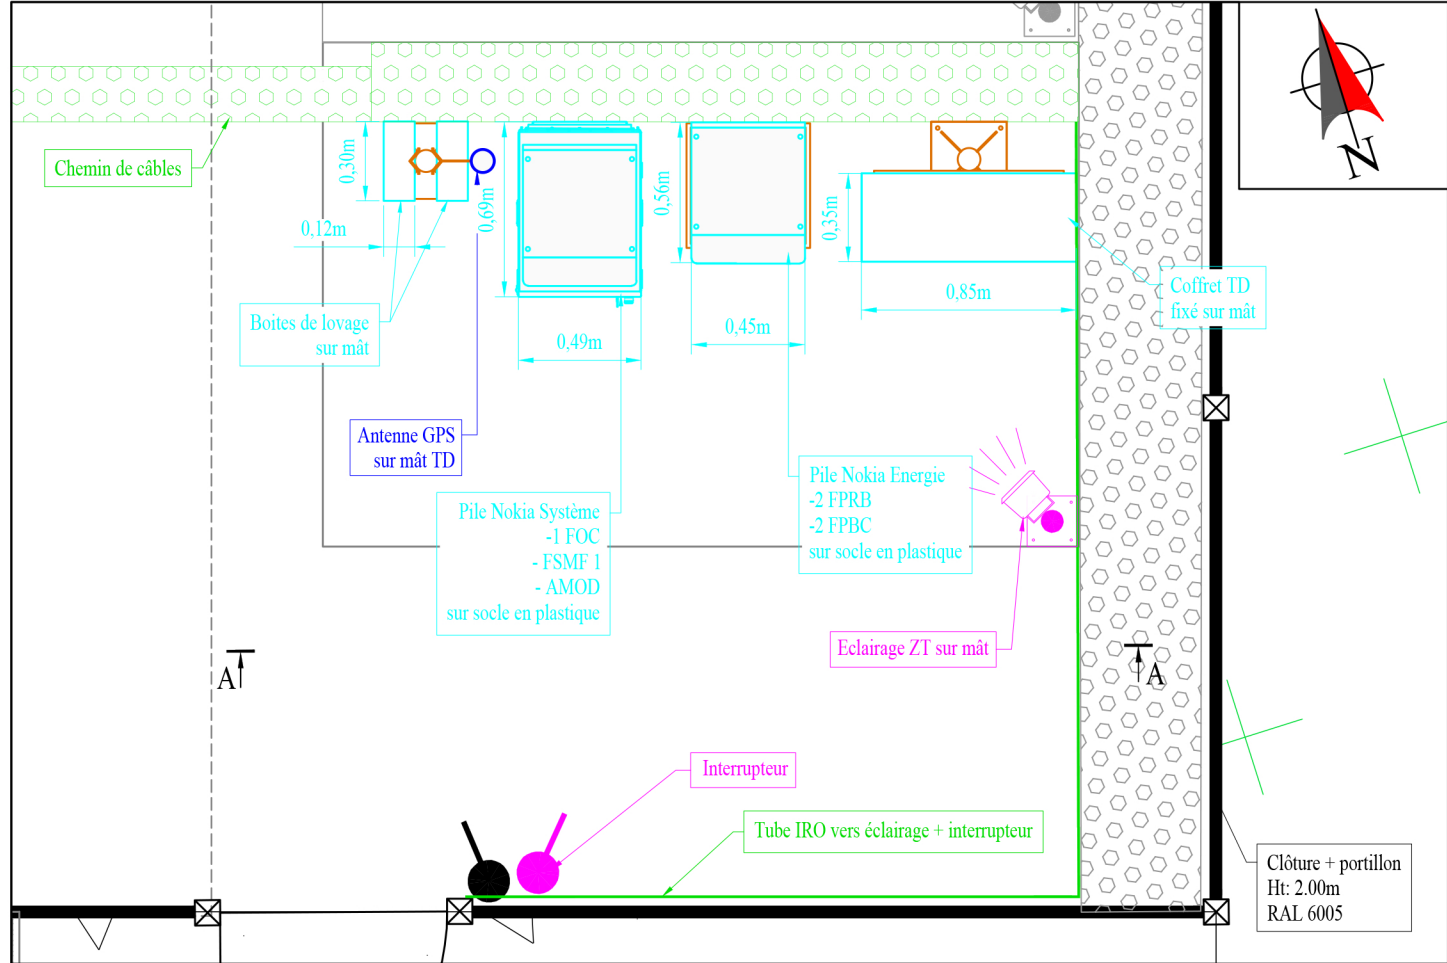 N
Chemin de câbles
0,30m
0,69m
0,56m
0,35m
0,12m
0,85m
Coffret TD
fixé sur mât
Boites de lovage
sur mât
0,49m
0,45m
Antenne GPS
sur mât TD
Pile Nokia Système
-1 FOC
- FSMF 1
- AMOD
sur socle en plastique
Pile Nokia Energie
-2 FPRB
-2 FPBC
sur socle en plastique
Eclairage ZT sur mât
A
A
Interrupteur
Tube IRO vers éclairage + interrupteur
Clôture + portillon
Ht: 2.00m
RAL 6005